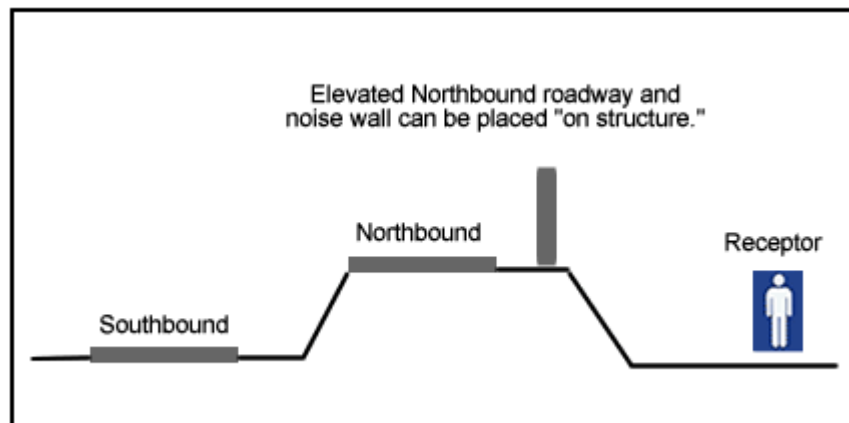 Elevated Northbound roadway and
noise wall can be placed "on structure."
Northbound
Receptor
Southbound